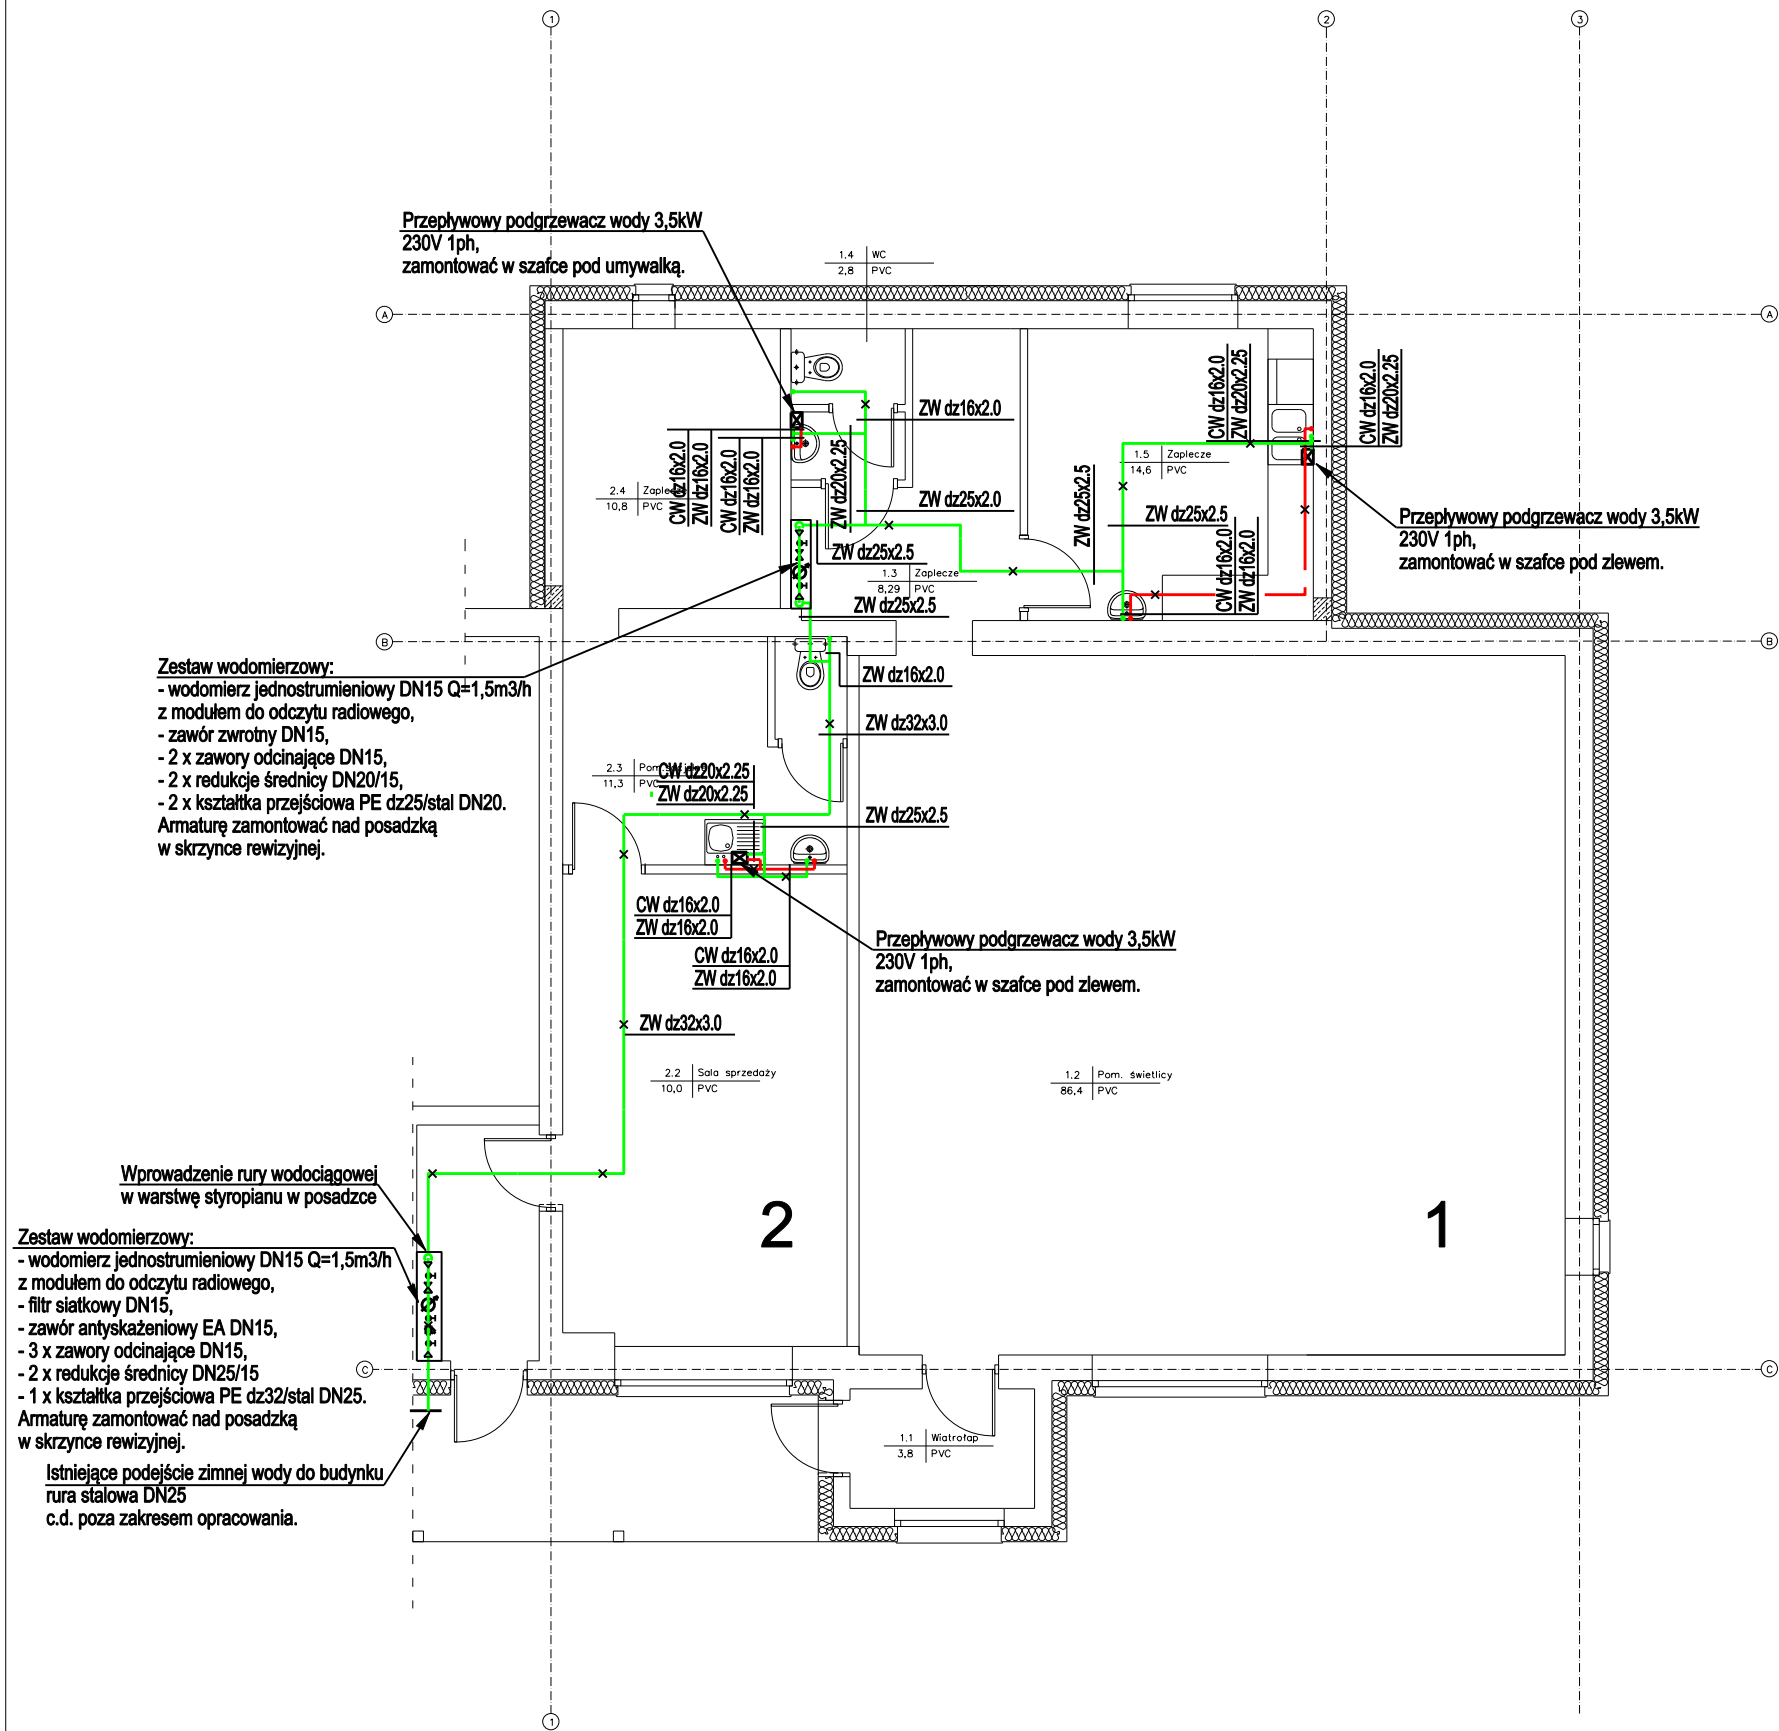 1
2
3
Przepływowy podgrzewacz wody 3,5kW
230V 1ph,
zamontować w szafce pod umywalką.
1.4 WC
2,8 PVC
A
A
CW dz16x2.0
ZW dz20x2.25
CW dz16x2.0
ZW dz20x2.25
ZW dz16x2.0
CW dz16x2.0
ZW dz16x2.0
CW dz16x2.0
ZW dz16x2.0
ZW dz20x2.25
1.5 Zaplecze
14,6 PVC
2.4
10,8 PVC
ZW dz25x2.0
ZW dz25x2.5
ZW dz25x2.5
Przepływowy podgrzewacz wody 3,5kW
230V 1ph,
zamontować w szafce pod zlewem.
ZW dz25x2.5
1.3 Zaplecze
8,29 PVC
CW dz16x2.0
ZW dz16x2.0
ZW dz25x2.5
B
B
Zestaw wodomierzowy:
- wodomierz jednostrumieniowy DN15 Q=1,5m3/h
z modułem do odczytu radiowego,
- zawór zwrotny DN15,
- 2 x zawory odcinające DN15,
- 2 x redukcje średnicy DN20/15,
- 2 x kształtka przejściowa PE dz25/stal DN20.
Armaturę zamontować nad posadzką
w skrzynce rewizyjnej.
ZW dz16x2.0
ZW dz32x3.0
2.3 Pom.
11,3 PVC
CW dz20x2.25
ZW dz20x2.25
ZW dz25x2.5
CW dz16x2.0
ZW dz16x2.0
CW dz16x2.0
ZW dz16x2.0
Przepływowy podgrzewacz wody 3,5kW
230V 1ph,
zamontować w szafce pod zlewem.
ZW dz32x3.0
2.2 Sala sprzedaży
10,0 PVC
1.2 Pom. świetlicy
86,4 PVC
Wprowadzenie rury wodociągowej
w warstwę styropianu w posadzce
2
1
Zestaw wodomierzowy:
- wodomierz jednostrumieniowy DN15 Q=1,5m3/h
z modułem do odczytu radiowego,
- filtr siatkowy DN15,
- zawór antyskażeniowy EA DN15,
- 3 x zawory odcinające DN15,
- 2 x redukcje średnicy DN25/15
- 1 x kształtka przejściowa PE dz32/stal DN25.
Armaturę zamontować nad posadzką
w skrzynce rewizyjnej.
C
C
1.1 Wiatrołap
3,8 PVC
Istniejące podejście zimnej wody do budynku
rura stalowa DN25
c.d. poza zakresem opracowania.
1